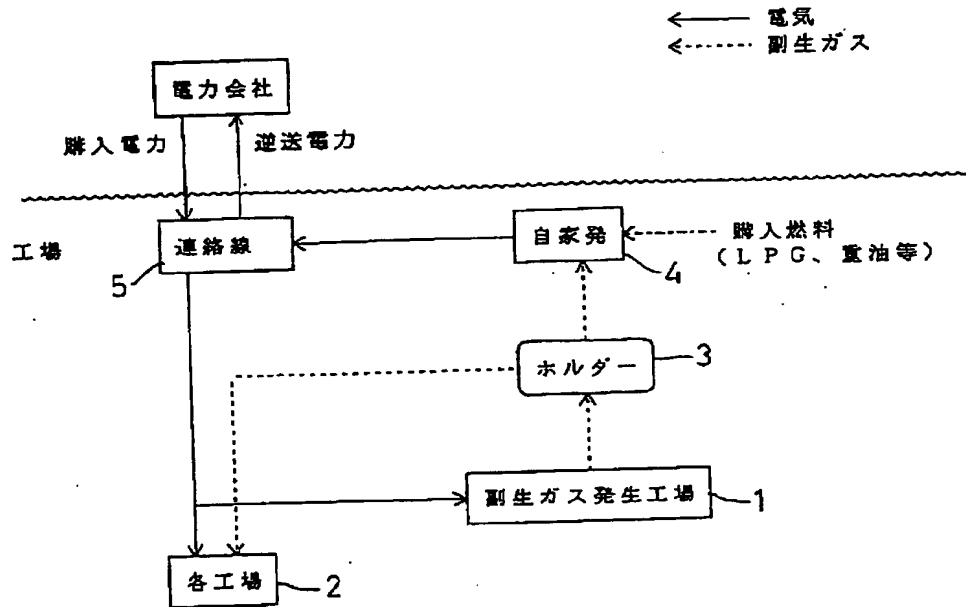 電気
副生ガス
電力会社
購入電力
逆送電力
工場
連絡線
5
自家発
4
購入燃料
(LPG、重油等)
ホルダー
3
副生ガス発生工場
1
各工場
2